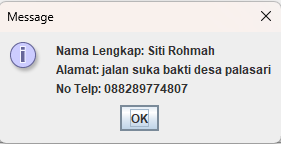 Message
Nama Lengkap: Siti Rohmah
Alamat: jalan suka bakti desa palasari
No Telp: 088289774807
OK